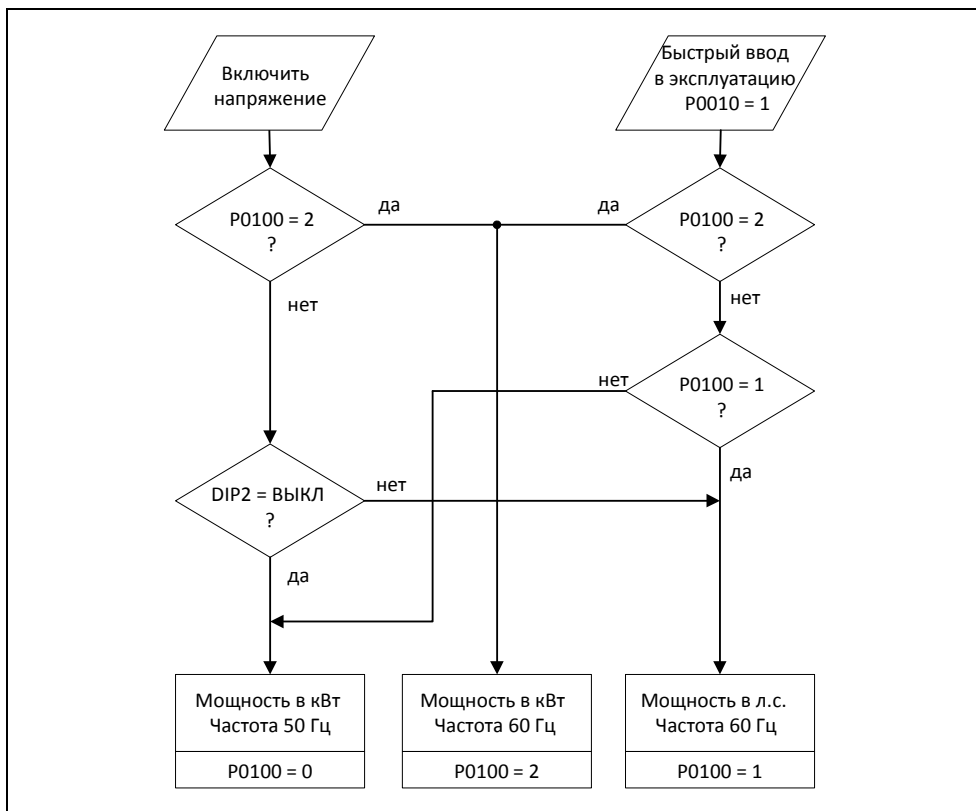 Включить
напряжение
Быстрый ввод
в эксплуатацию
P0010 = 1
P0100 = 2
?
да
да
P0100 = 2
?
нет
нет
нет
P0100 = 1
?
DIP2 = ВЫКЛ
?
нет
да
да
Мощность в кВт
Частота 50 Гц
P0100 = 0
Мощность в кВт
Частота 60 Гц
P0100 = 2
Мощность в л.с.
Частота 60 Гц
P0100 = 1